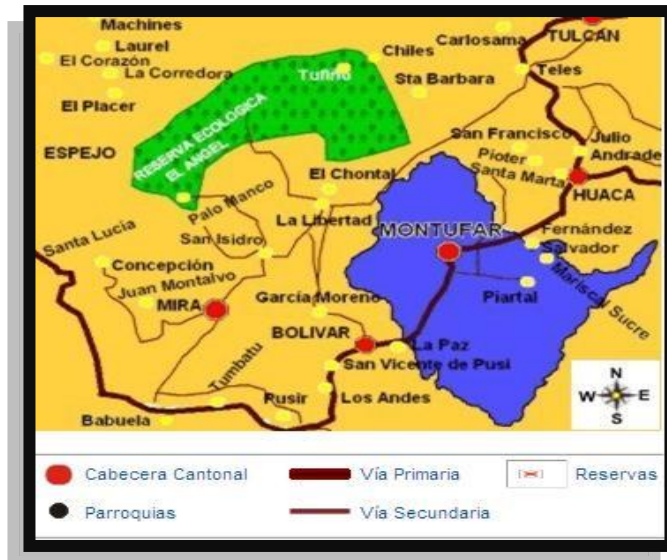 Machines
Carlosama
TULCÁN
Laurel
Chiles
El Corazón
Teles
La Corredora
Tufiño
Sta Barbara
El Placer
RESERVA ECOLOGICA
EL ANGEL
San Francisco
Julio
Andrade
ESPEJO
Pioter
Santa Marta
El Chontal
HUACA
Palo Manco
La Libertad
MONTUFAR
Fernández
Salvador
Santa Lucía
San Isidro
Mariscal Sucre
Concepción
Juan Montalvo
García Moreno
Piartal
MIRA
BOLIVAR
La Paz
San Vicente de Pusi
Tumbatu
Pusir
Los Andes
Babuela
N
W E
S
Cabecera Cantonal Vía Primaria Reservas
Parroquias Vía Secundaria